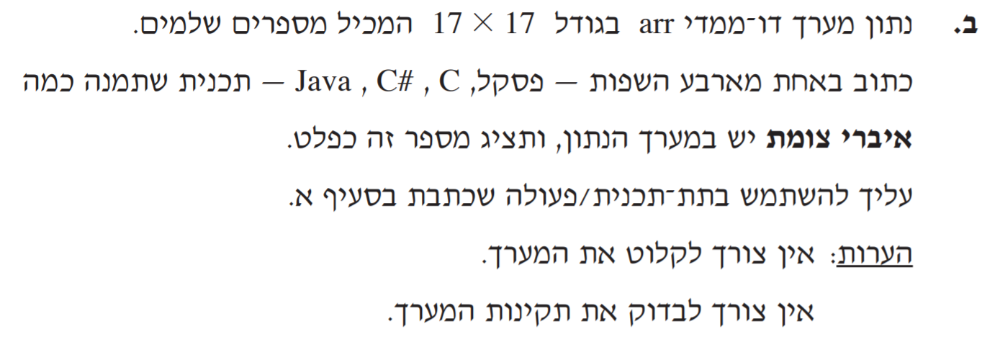 ב. נתון מערך דו-ממדי arr בגודל 17 × 17 המכיל מספרים שלמים.
כתוב באחת מארבע השפות — פסקל, Java , C# , C — תכנית שתמנה כמה
איברי צומת יש במערך הנתון, ותציג מספר זה כפלט.
עליך להשתמש בתת-תכנית/פעולה שכתבת בסעיף א.
הערות: אין צורך לקלוט את המערך.
אין צורך לבדוק את תקינות המערך.